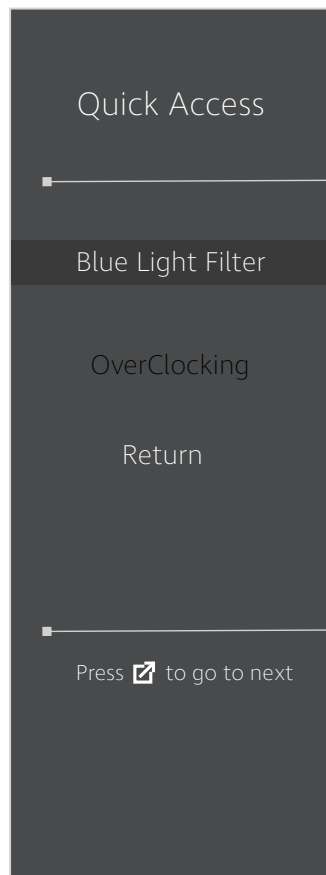 Quick Access
Blue Light Filter
OverClocking
Return
Press to go to next